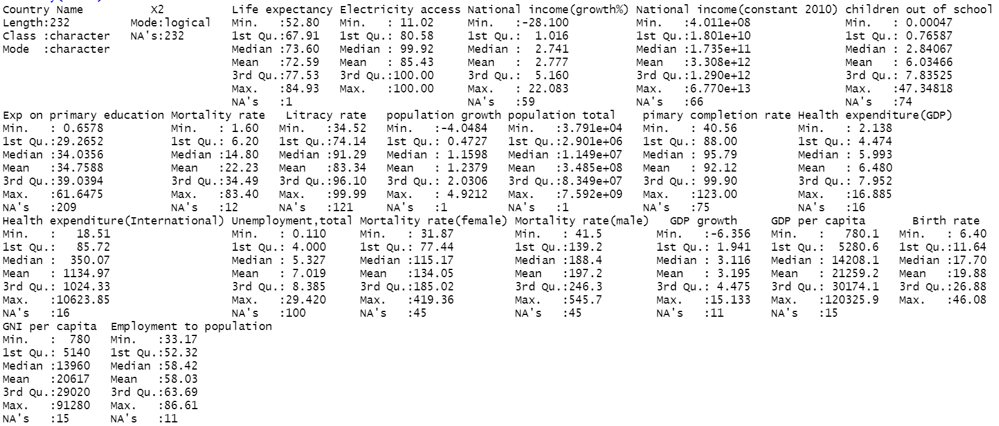 Country Name X2 Life expectancy Electricity access National income(growth%) National income(constant 2010) children out of school
Length:232 Mode:logical Min. :52.80 Min. : 11.02 Min. :-28.100 Min. :4.011e+08 Min. : 0.00047
Class :character NA's:232 1st Qu.:67.91 1st Qu.: 80.58 1st Qu.: 1.016 1st Qu.:1.801e+10 1st Qu.: 0.76587
Mode :character Median :73.60 Median : 99.92 Median : 2.741 Median :1.735e+11 Median : 2.84067
Mean :72.59 Mean : 85.43 Mean : 2.777 Mean :3.308e+12 Mean : 6.03466
3rd Qu.:77.53 3rd Qu.:100.00 3rd Qu.: 5.160 3rd Qu.:1.290e+12 3rd Qu.: 7.83525
Max. :84.93 Max. :100.00 Max. : 22.083 Max. :6.770e+13 Max. :47.34818
NA's :1 NA's :59 NA's :66 NA's :74
Exp on primary education Mortality rate Litracy rate population growth population total pimary completion rate Health expenditure(GDP)
Min. : 0.6578 Min. : 1.60 Min. :34.52 Min. :-4.0484 Min. :3.791e+04 Min. : 40.56 Min. : 2.138
1st Qu.:29.2652 1st Qu.: 6.20 1st Qu.:74.14 1st Qu.: 0.4727 1st Qu.:2.901e+06 1st Qu.: 88.00 1st Qu.: 4.474
Median :34.0356 Median :14.80 Median :91.29 Median : 1.1598 Median :1.149e+07 Median : 95.79 Median : 5.993
Mean :34.7588 Mean :22.23 Mean :83.34 Mean : 1.2379 Mean :3.485e+08 Mean : 92.12 Mean : 6.480
3rd Qu.:39.0394 3rd Qu.:34.49 3rd Qu.:96.10 3rd Qu.: 2.0306 3rd Qu.:8.349e+07 3rd Qu.: 99.90 3rd Qu.: 7.952
Max. :61.6475 Max. :83.40 Max. :99.99 Max. : 4.9212 Max. :7.592e+09 Max. :123.00 Max. :16.885
NA's :209 NA's :12 NA's :121 NA's :1 NA's :1 NA's :75 NA's :16
Health expenditure(International) Unemployment,total Mortality rate(female) Mortality rate(male) GDP growth GDP per capita Birth rate
Min. : 18.51 Min. : 0.110 Min. : 31.87 Min. : 41.5 Min. :-6.356 Min. : 780.1 Min. : 6.40
1st Qu.: 85.72 1st Qu.: 4.000 1st Qu.: 77.44 1st Qu.:139.2 1st Qu.: 1.941 1st Qu.: 5280.6 1st Qu.:11.64
Median : 350.07 Median : 5.327 Median :115.17 Median :188.4 Median : 3.116 Median : 14208.1 Median :17.70
Mean : 1134.97 Mean : 7.019 Mean :134.05 Mean :197.2 Mean : 3.195 Mean : 21259.2 Mean :19.88
3rd Qu.: 1024.33 3rd Qu.: 8.385 3rd Qu.:185.02 3rd Qu.:246.3 3rd Qu.: 4.475 3rd Qu.: 30174.1 3rd Qu.:26.88
Max. :10623.85 Max. :29.420 Max. :419.36 Max. :545.7 Max. :15.133 Max. :120325.9 Max. :46.08
NA's :16 NA's :100 NA's :45 NA's :45 NA's :11 NA's :15
GNI per capita Employment to population
Min. : 780 Min. :33.17
1st Qu.: 5140 1st Qu.:52.32
Median :13960 Median :58.42
Mean :20617 Mean :58.03
3rd Qu.:29020 3rd Qu.:63.69
Max. :91280 Max. :86.61
NA's :15 NA's :11